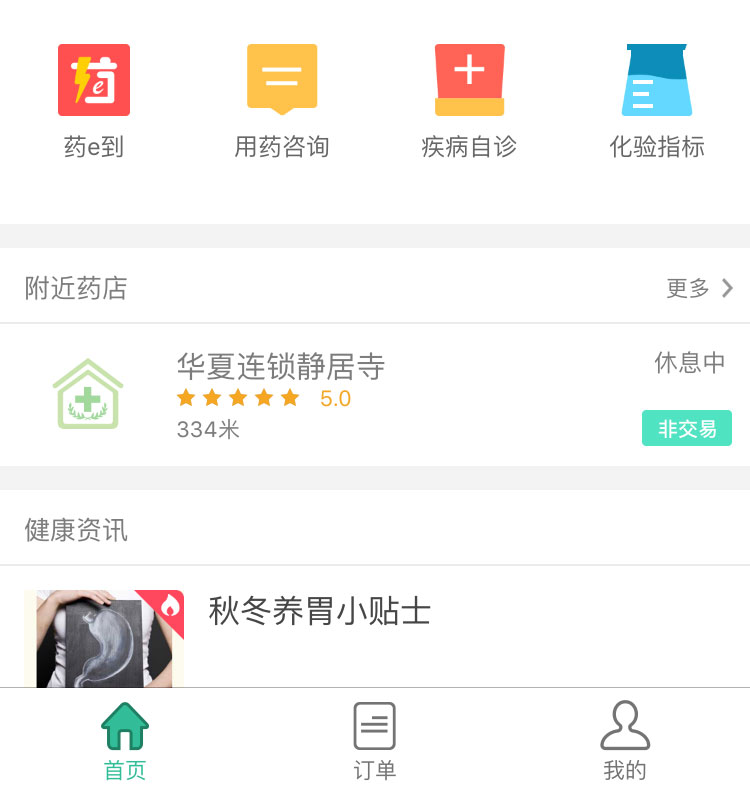 药e到 用药咨询 疾病自诊 化验指标
附近药店 更多
华夏连锁静居寺 休息中
5.0
334米 非交易
健康资讯
秋冬养胃小贴士
首页 订单 我的